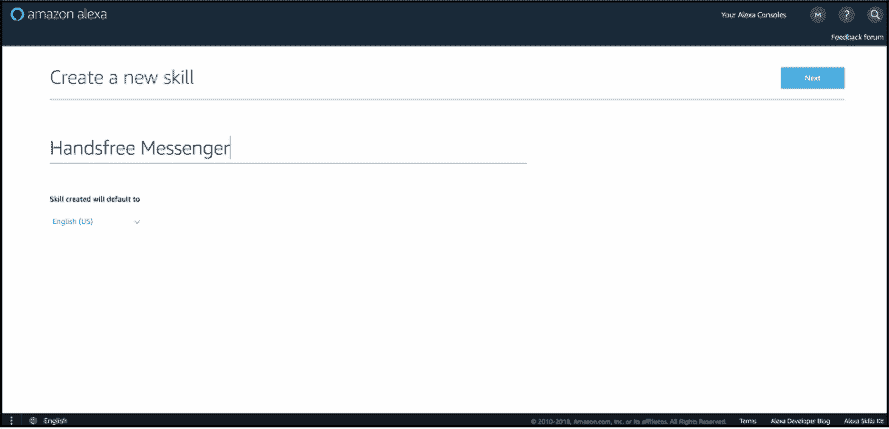 amazon alexa
Your Alexa Consoles
M
?
Feedback Forum
Create a new skill
Next
Handsfree Messenger
Skill created will default to
English (US)
English
© 2010-2018, Amazon.com, Inc. or its affiliates. All Rights Reserved.
Terms
Alexa Developer Blog
Alexa Skills Kit